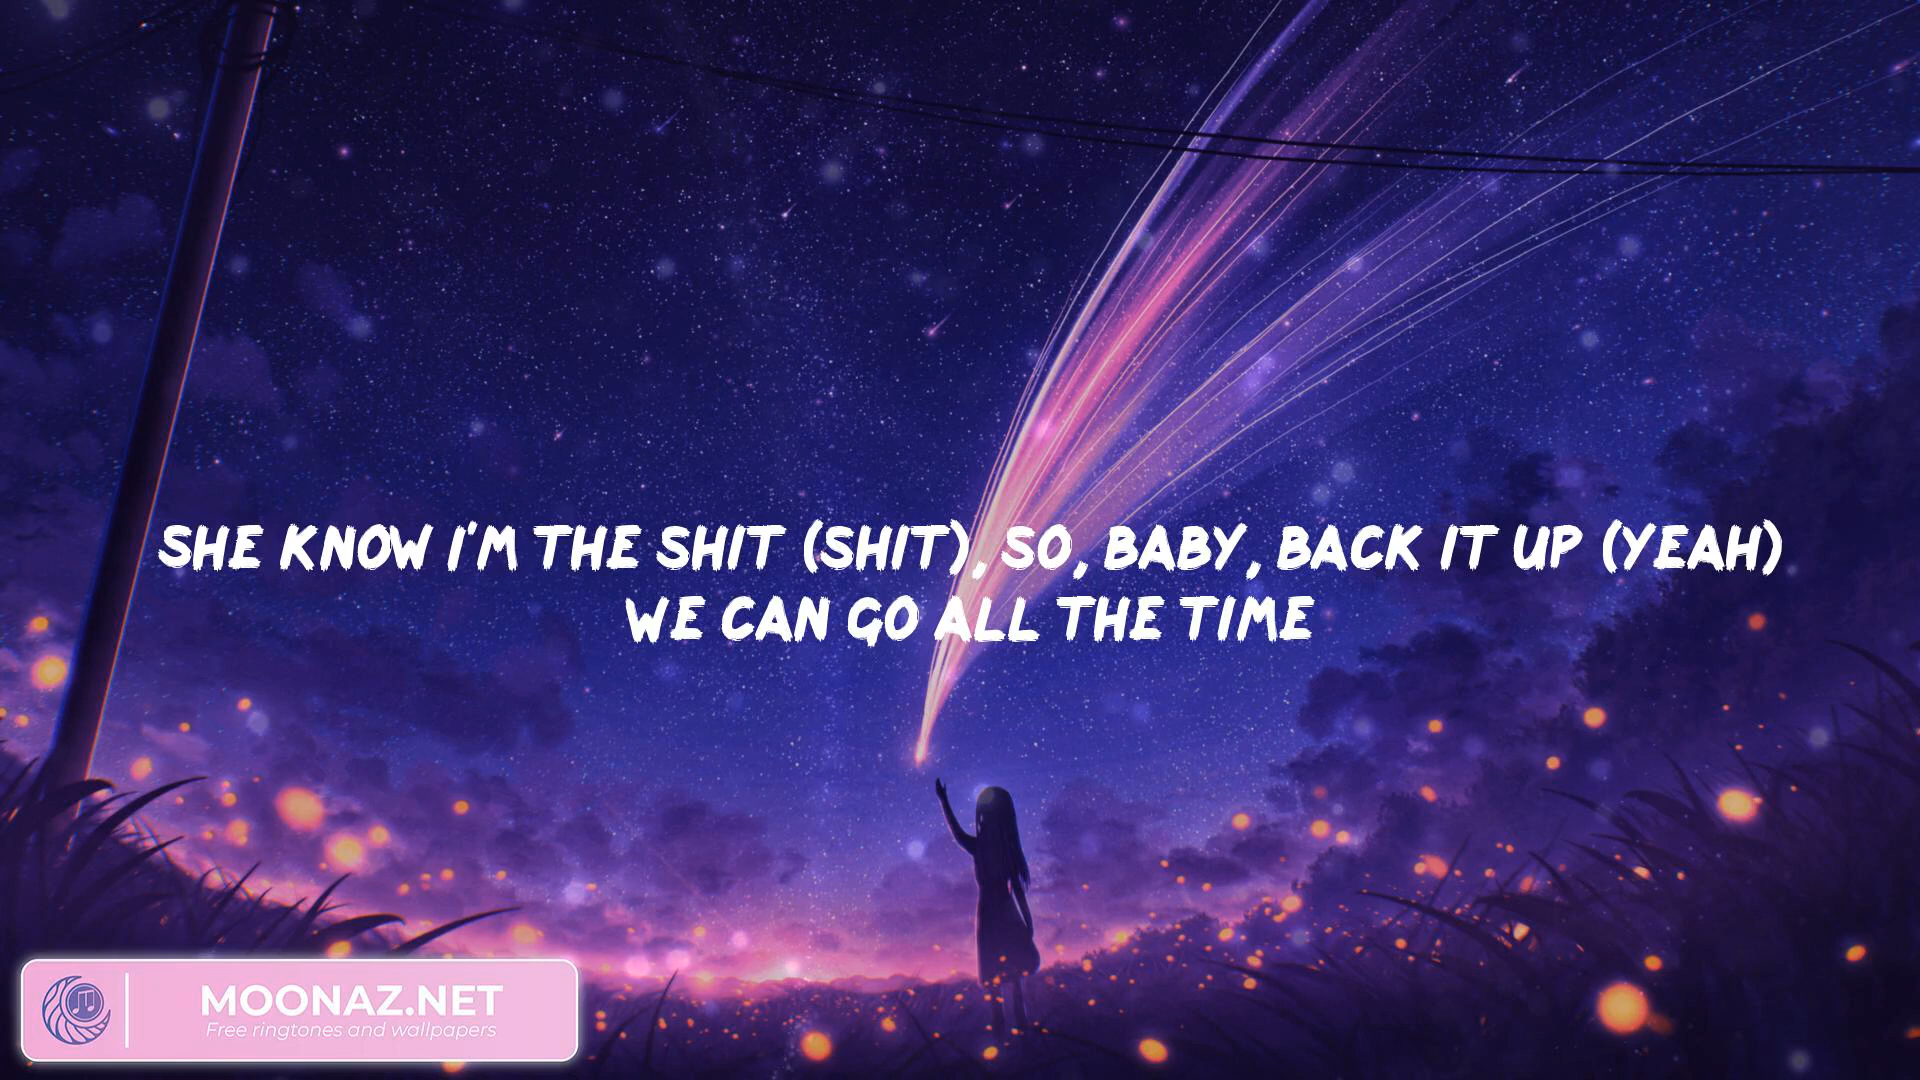 SHE KNOW I'M THE SHIT (SHIT), SO, BABY, BACK IT UP (YEAH)
WE CAN GO ALL THE TIME
MOONAZ.NET
Free ringtones and wallpapers